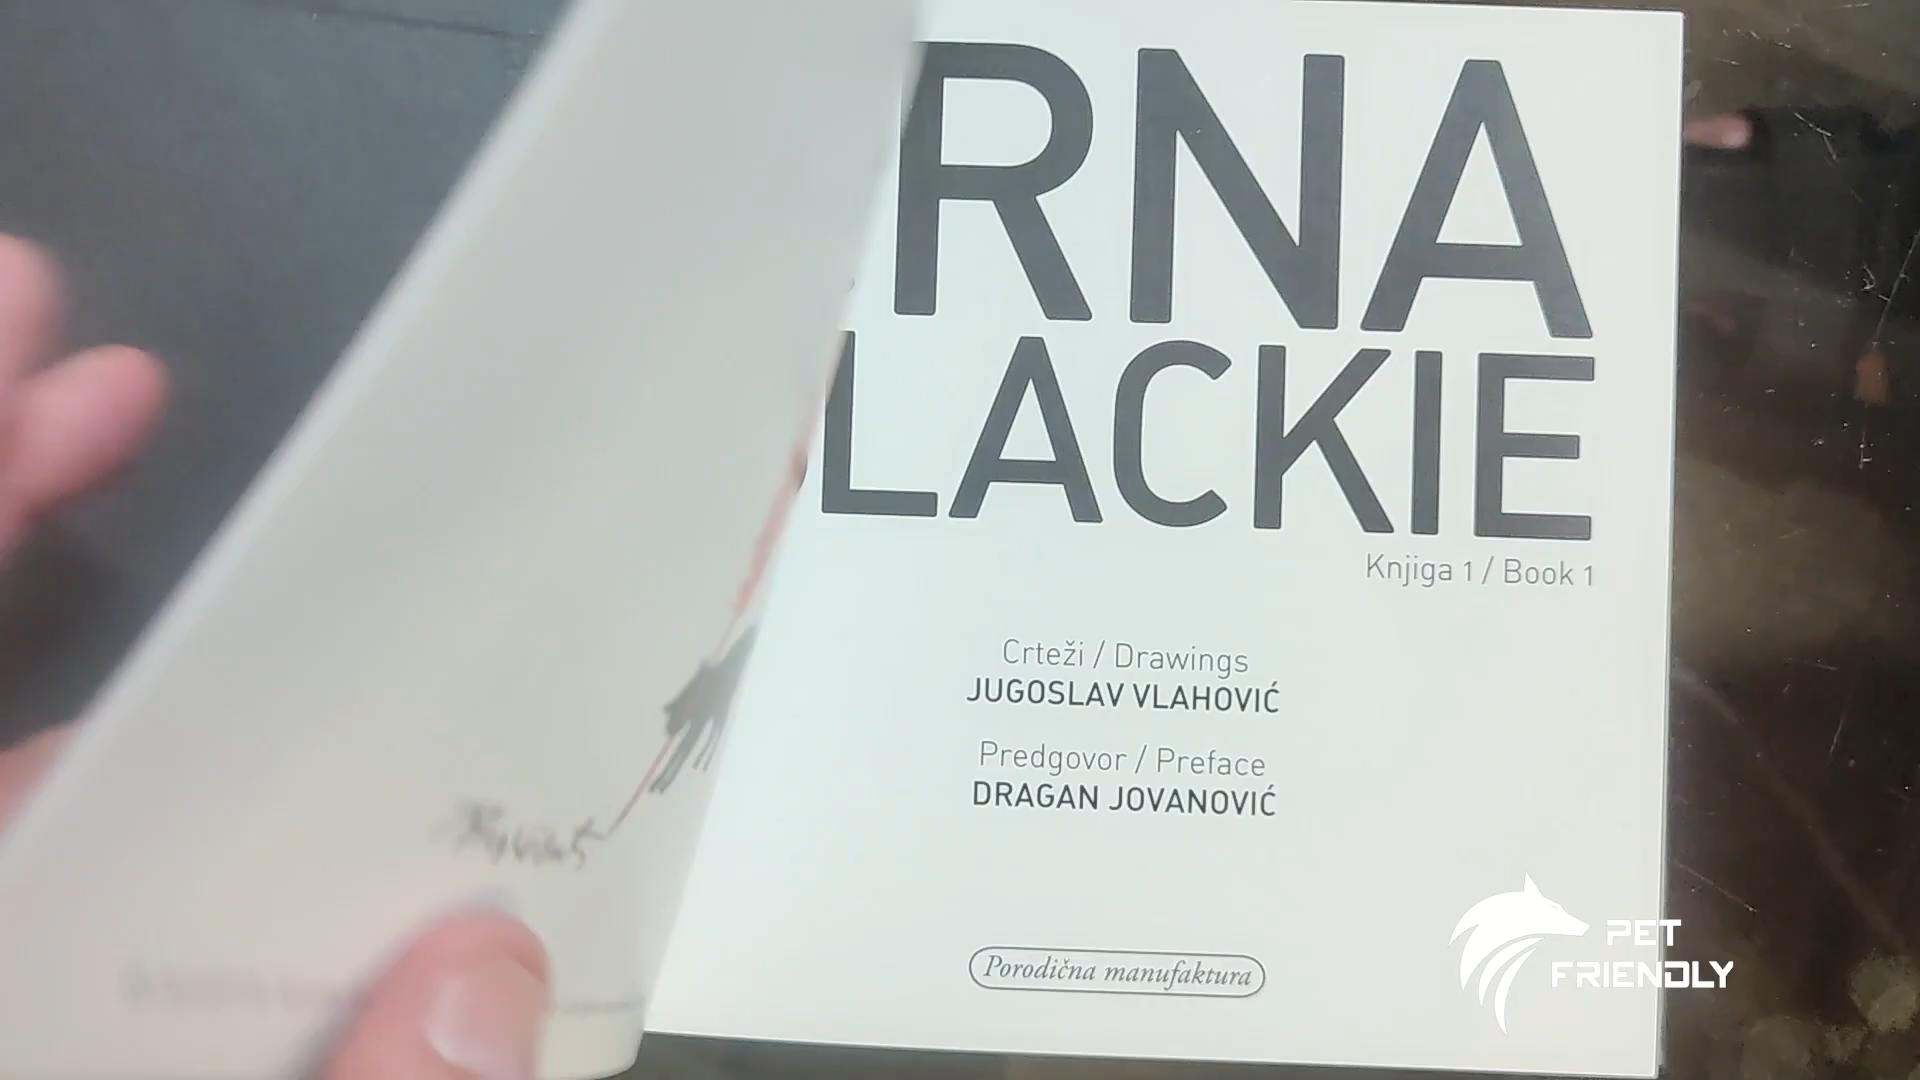 RNA
LACKIE
Knjiga 1 / Book 1
Crteži / Drawings
JUGOSLAV VLAHOVIĆ
Predgovor / Preface
DRAGAN JOVANOVIĆ
Porodična manufaktura
PET
FRIENDLY